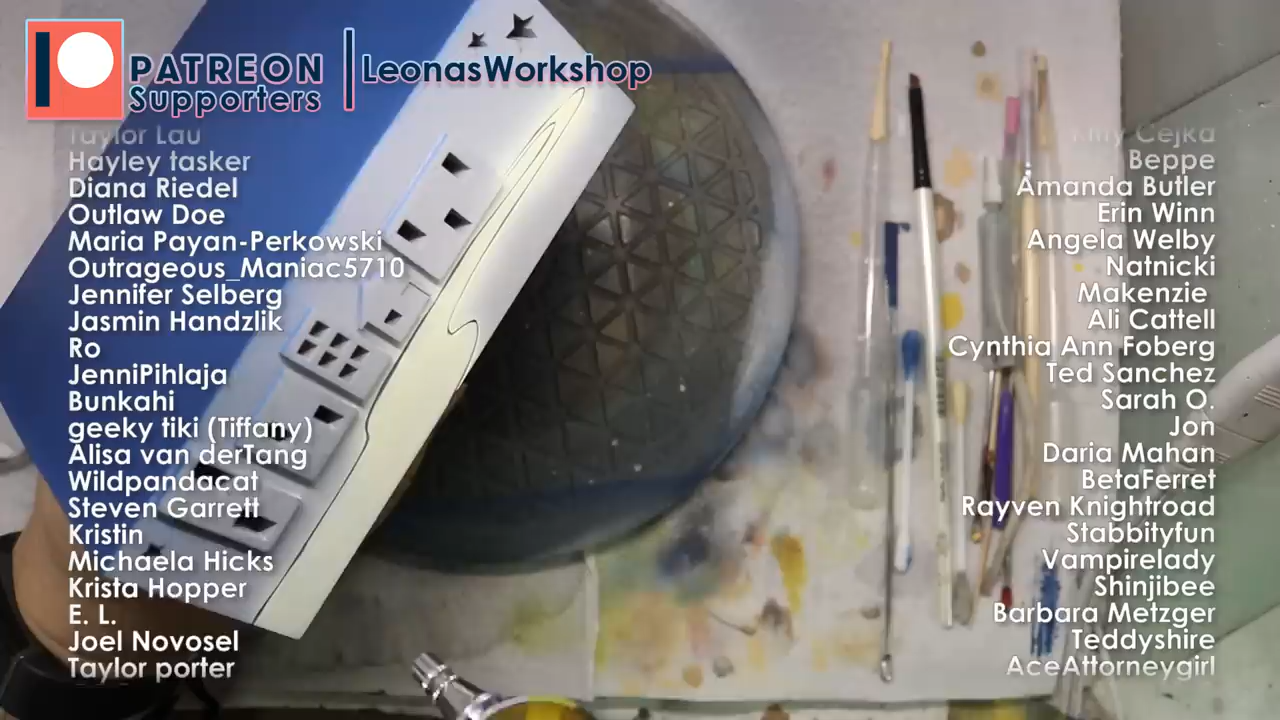 PATREON
Supporters
LeonasWorkshop
Taylor Lau
Hayley tasker
Diana Riedel
Outlaw Doe
Maria Payan-Perkowski
Outrageous_Maniac5710
Jennifer Selberg
Jasmin Handzlik
Ro
JenniPihlaja
Bunkahi
geeky tiki (Tiffany)
Alisa van derTang
Wildpandacat
Steven Garrett
Kristin
Michaela Hicks
Krista Hopper
E. L.
Joel Novosel
Taylor porter
Cejka
Beppe
Amanda Butler
Erin Winn
Angela Welby
Natnicki
Makenzie
Ali Cattell
Cynthia Ann Foberg
Ted Sanchez
Sarah O.
Jon
Daria Mahan
BetaFerret
Rayven Knightroad
Stabbityfun
Vampirelady
Shinjibee
Barbara Metzger
Teddyshire
AceAttorneygirl